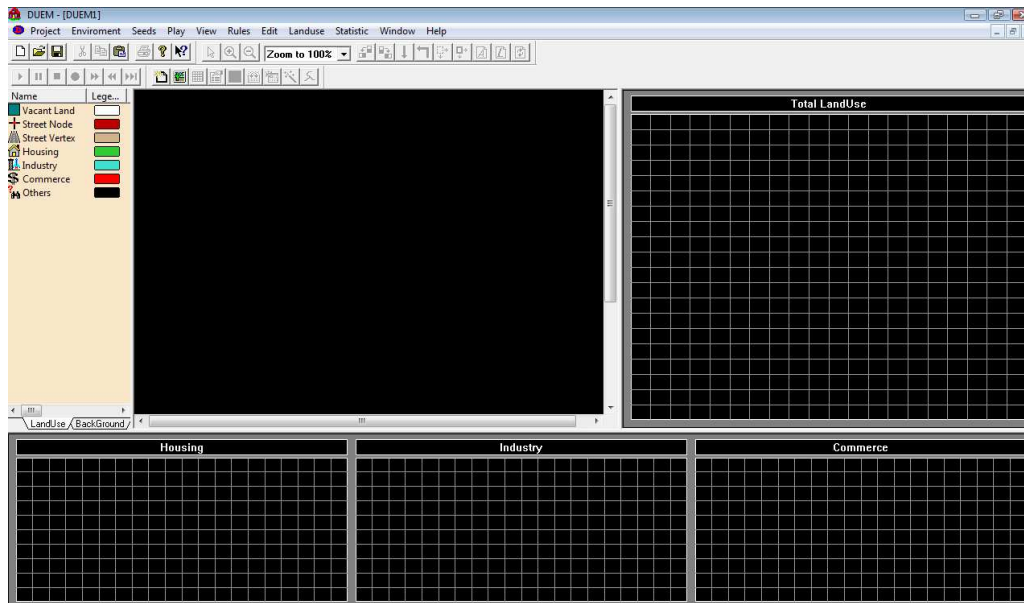 DUEM - [DUEM1]
Project Enviroment Seeds Play View Rules Edit Landuse Statistic Window Help
Zoom to 100%
Name Lege...
Vacant Land
Street Node
Street Vertex
Housing
Industry
Commerce
Others
LandUse BackGround
Total LandUse
Housing Industry Commerce